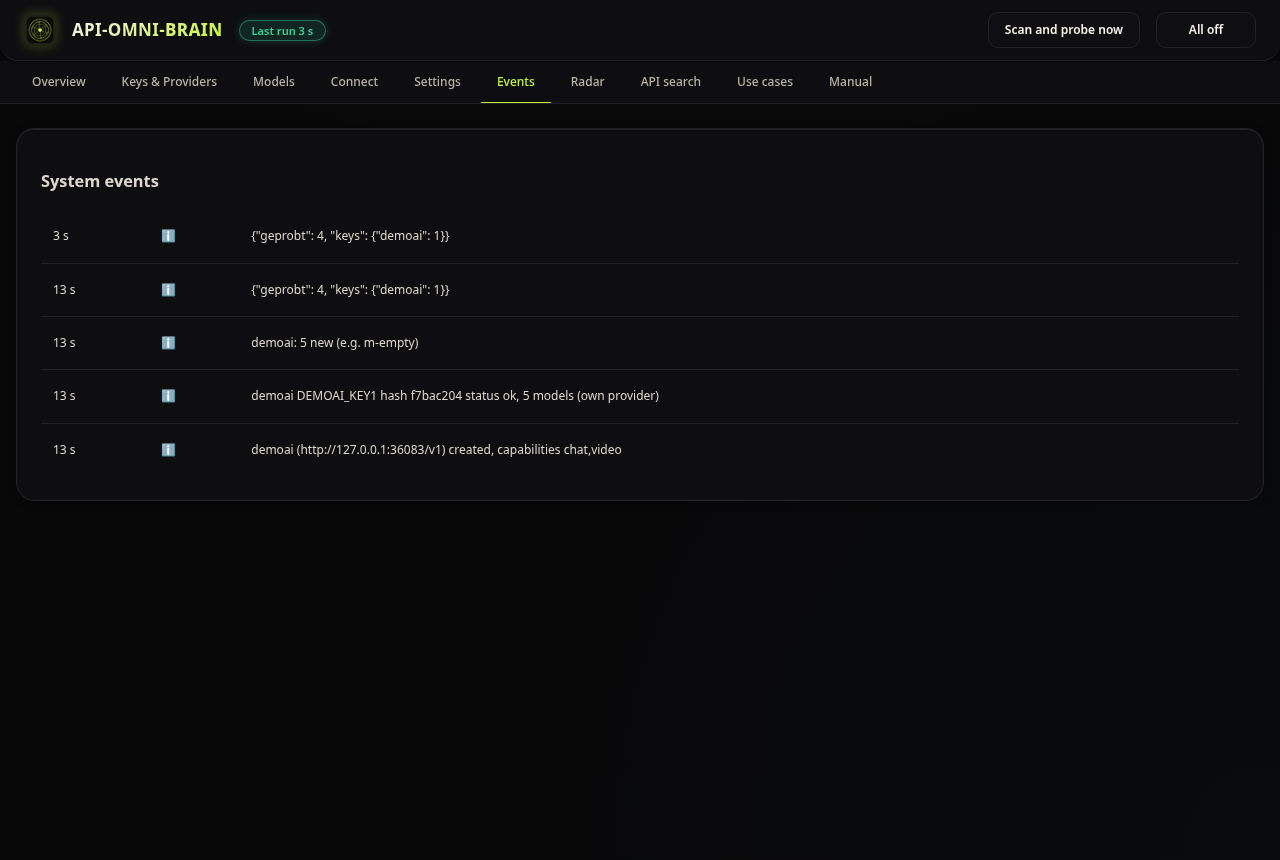 API-OMNI-BRAIN Last run 3 s Scan and probe now All off
Overview Keys & Providers Models Connect Settings Events Radar API search Use cases Manual
System events
3 s ℹ️ {"geprobt": 4, "keys": {"demoai": 1}}
13 s ℹ️ {"geprobt": 4, "keys": {"demoai": 1}}
13 s ℹ️ demoai: 5 new (e.g. m-empty)
13 s ℹ️ demoai DEMOAI_KEY1 hash f7bac204 status ok, 5 models (own provider)
13 s ℹ️ demoai (http://127.0.0.1:36083/v1) created, capabilities chat,video